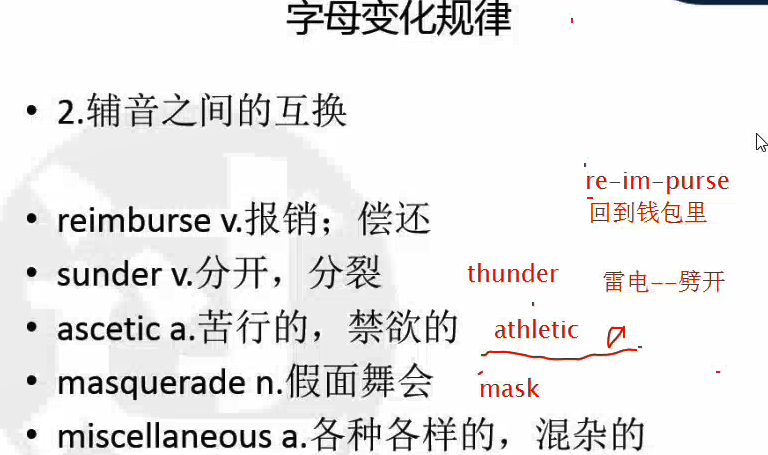 字母变化规律
• 2.辅音之间的互换
re-im-purse
• reimburse v.报销；偿还 回到钱包里
• sunder v.分开，分裂 thunder 雷电--劈开
• ascetic a.苦行的，禁欲的 athletic
• masquerade n.假面舞会 mask
• miscellaneous a.各种各样的，混杂的